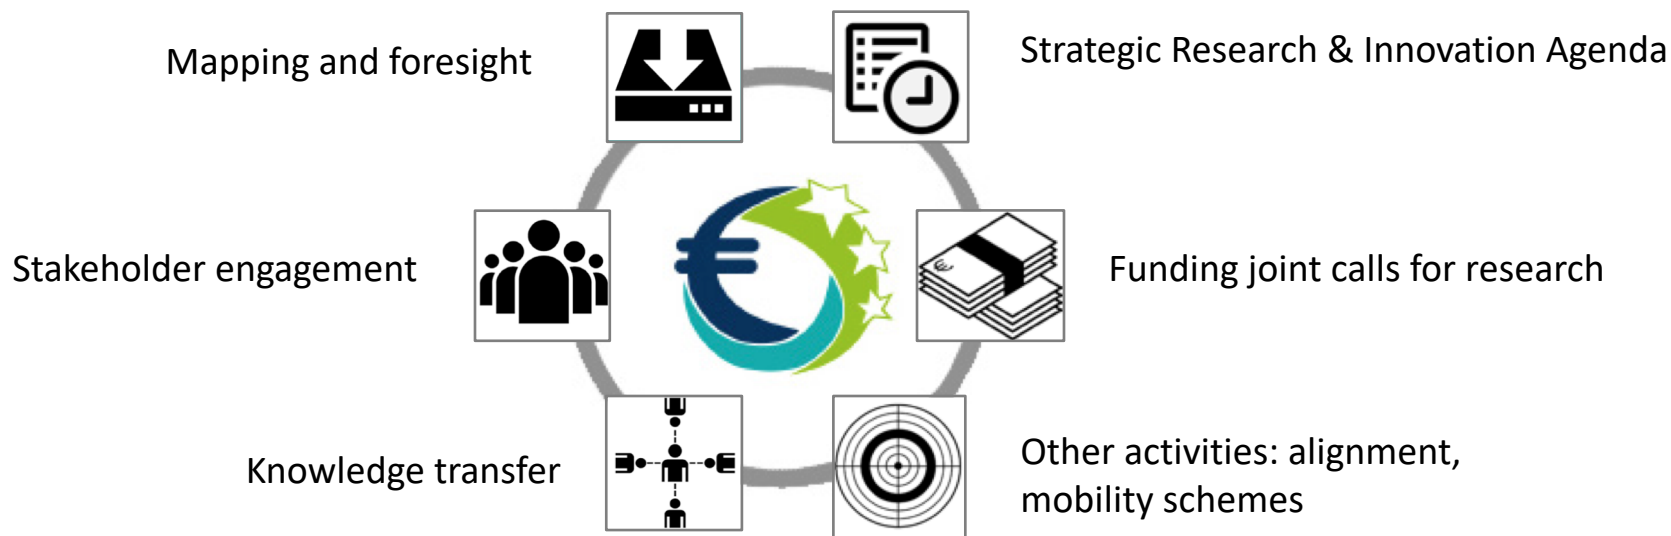 Mapping and foresight
Strategic Research & Innovation Agenda
Stakeholder engagement
Funding joint calls for research
Knowledge transfer
Other activities: alignment,
mobility schemes